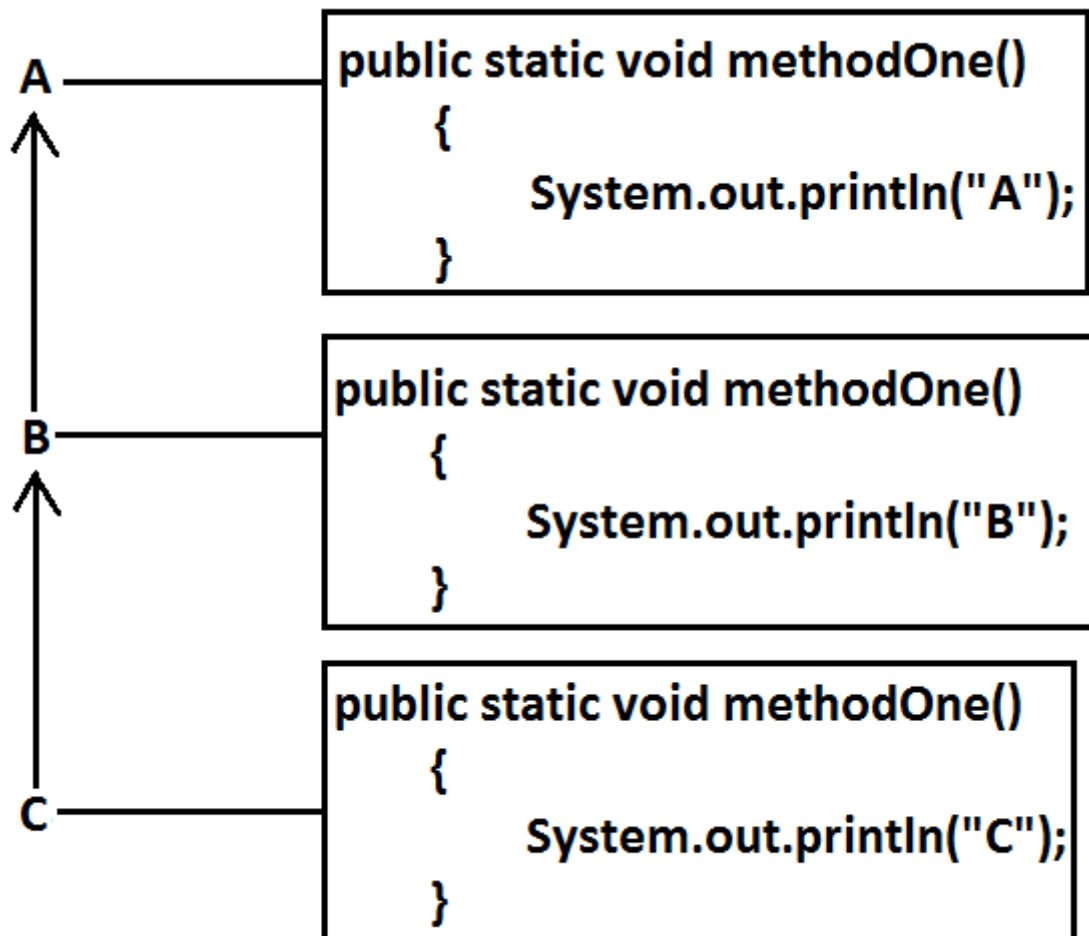 A
public static void methodOne()
{
System.out.println("A");
}
B
public static void methodOne()
{
System.out.println("B");
}
C
public static void methodOne()
{
System.out.println("C");
}